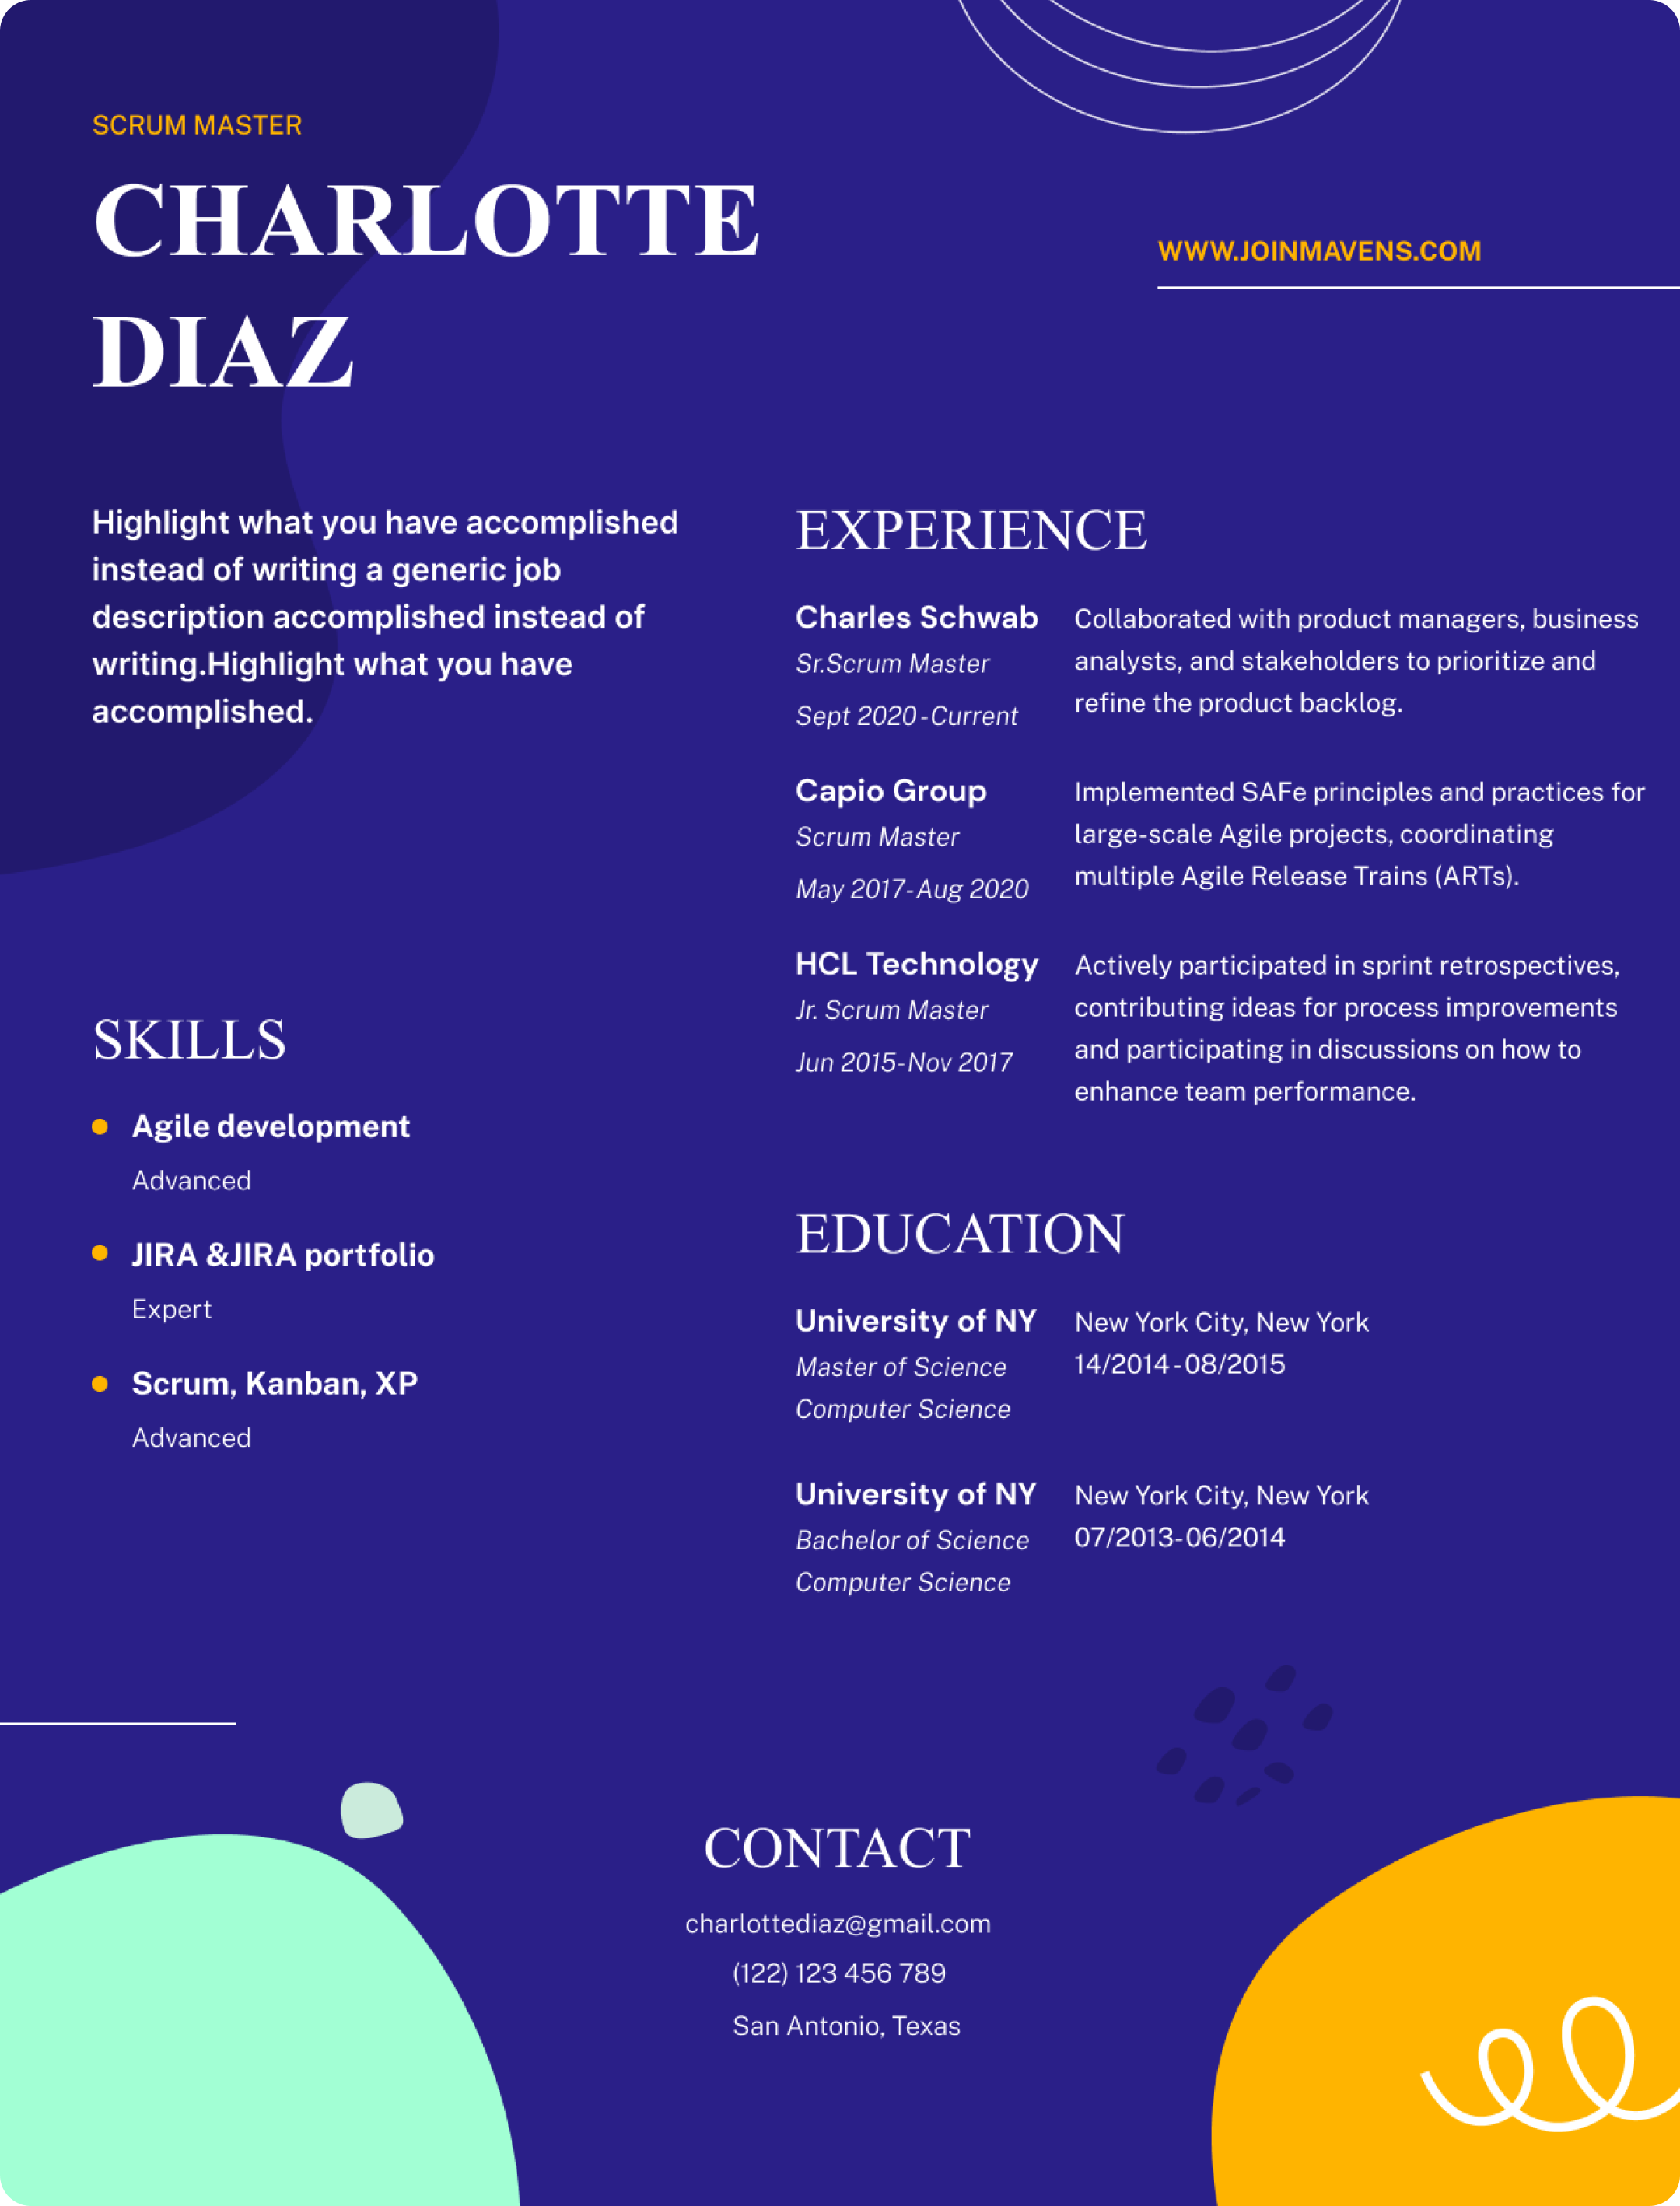 SCRUM MASTER
CHARLOTTE
DIAZ
WWW.JOINMAVENS.COM
Highlight what you have accomplished
instead of writing a generic job
description accomplished instead of
writing.Highlight what you have
accomplished.
SKILLS
Agile development
Advanced
JIRA &JIRA portfolio
Expert
Scrum, Kanban, XP
Advanced
EXPERIENCE
Charles Schwab
Sr.Scrum Master
Sept 2020-Current
Collaborated with product managers, business
analysts, and stakeholders to prioritize and
refine the product backlog.
Capio Group
Scrum Master
May 2017-Aug 2020
Implemented SAFe principles and practices for
large-scale Agile projects, coordinating
multiple Agile Release Trains (ARTs).
HCL Technology
Jr. Scrum Master
Jun 2015-Nov 2017
Actively participated in sprint retrospectives,
contributing ideas for process improvements
and participating in discussions on how to
enhance team performance.
EDUCATION
University of NY
Master of Science
Computer Science
New York City, New York
14/2014-08/2015
University of NY
Bachelor of Science
Computer Science
New York City, New York
07/2013-06/2014
CONTACT
charlottediaz@gmail.com
(122) 123 456 789
San Antonio, Texas